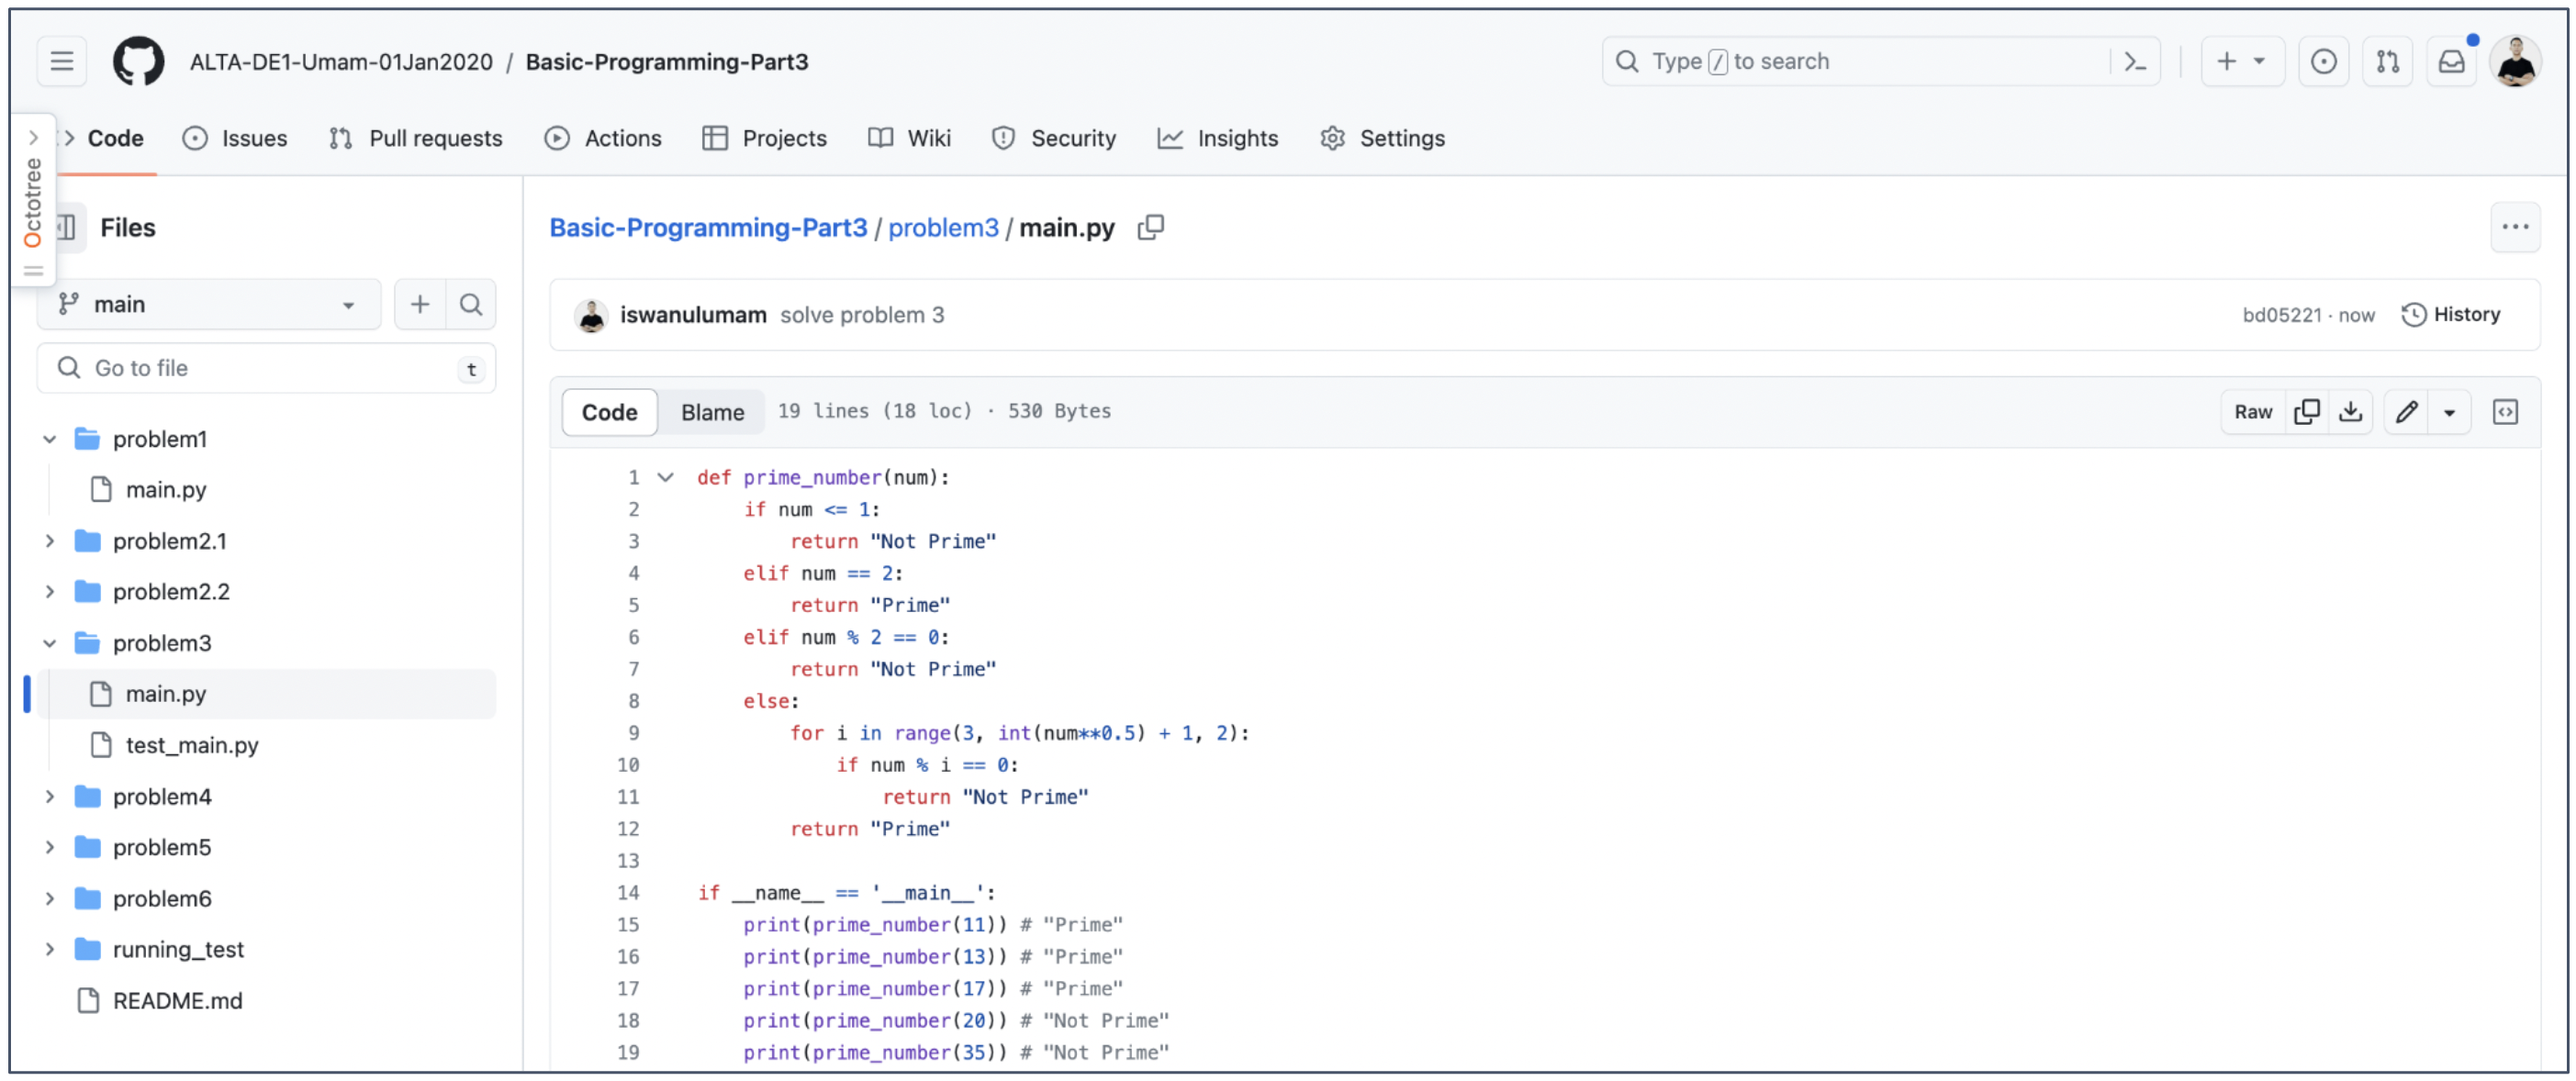 ALTA-DE1-Umam-01Jan2020 / Basic-Programming-Part3
Type / to search
Octotree
Code Issues Pull requests Actions Projects Wiki Security Insights Settings
Files
main
Go to file t
problem1
main.py
problem2.1
problem2.2
problem3
main.py
test_main.py
problem4
problem5
problem6
running_test
README.md
Basic-Programming-Part3 / problem3 / main.py
iswanulumam solve problem 3 bd05221 · now History
Code Blame 19 lines (18 loc) · 530 Bytes Raw
1 def prime_number(num):
2     if num <= 1:
3         return "Not Prime"
4     elif num == 2:
5         return "Prime"
6     elif num % 2 == 0:
7         return "Not Prime"
8     else:
9         for i in range(3, int(num**0.5) + 1, 2):
10             if num % i == 0:
11                 return "Not Prime"
12         return "Prime"
13
14 if __name__ == '__main__':
15     print(prime_number(11)) # "Prime"
16     print(prime_number(13)) # "Prime"
17     print(prime_number(17)) # "Prime"
18     print(prime_number(20)) # "Not Prime"
19     print(prime_number(35)) # "Not Prime"